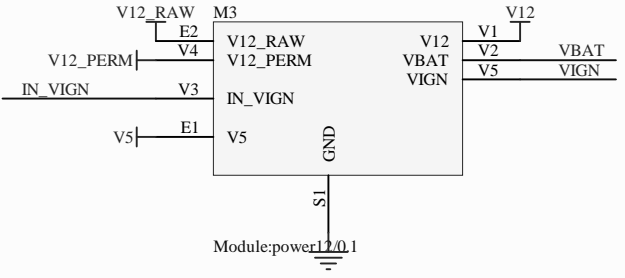 V12_RAW M3 V12
E2 V12_RAW V12 V1
V12_PERM V4 V12_PERM VBAT V2 VBAT
VIGN V5 VIGN
IN_VIGN V3 IN_VIGN
V5 E1 V5
GND
S1
Module:power12/0.1